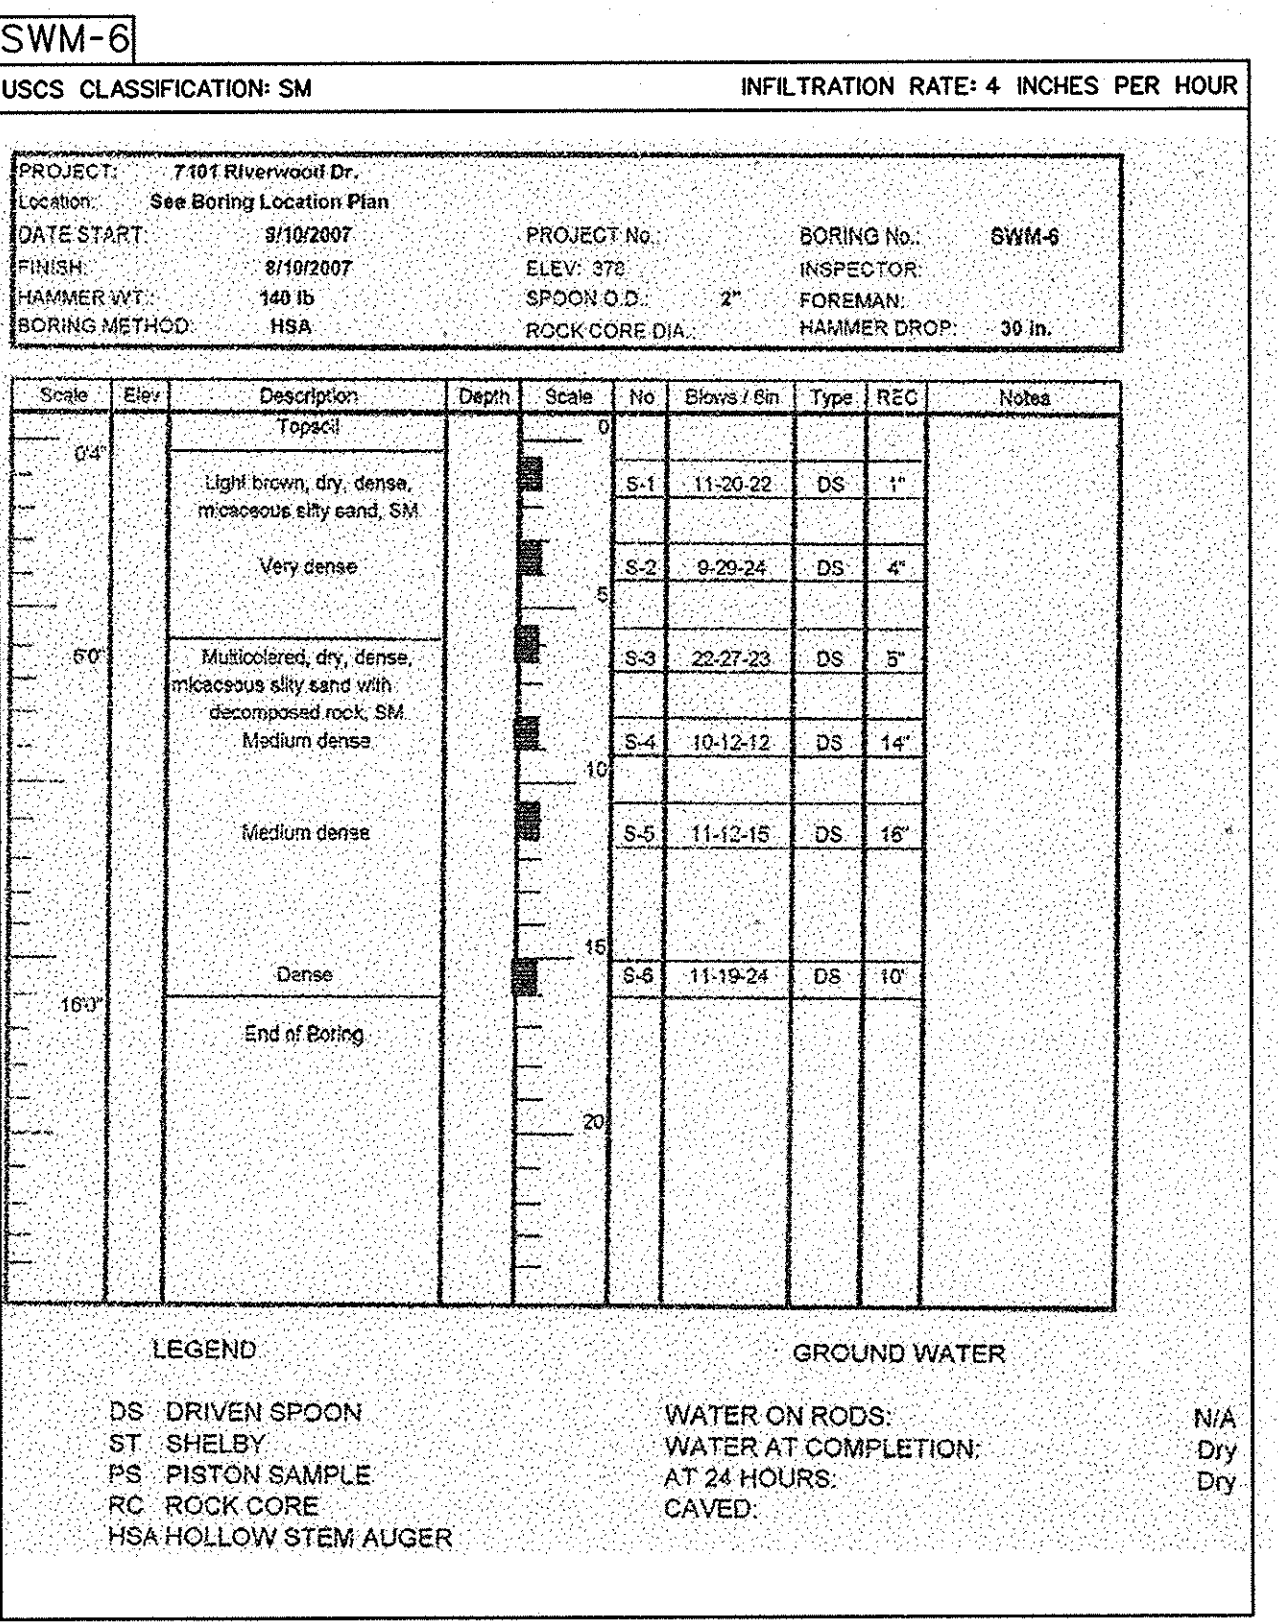 SWM-6
USCS CLASSIFICATION: SM INFILTRATION RATE: 4 INCHES PER HOUR
PROJECT: 7101 Riverwood Dr.
Location: See Boring Location Plan
DATE START: 8/10/2007 PROJECT No.: BORING No.: SWM-6
FINISH: 8/10/2007 ELEV: 378 INSPECTOR:
HAMMER WT.: 140 lb SPOON O.D.: 2" FOREMAN:
BORING METHOD: HSA ROCK CORE DIA.: HAMMER DROP: 30 in.
Scale Elev Description Depth Scale No Blows / 6in Type REC Notes
Topsoil 0
0'4"
Light brown, dry, dense, S-1 11-20-22 DS 1"
micaceous silty sand, SM
Very dense S-2 9-29-24 DS 4"
5
6'0" Multicolered, dry, dense, S-3 22-27-23 DS 5"
micaceous silty sand with
decomposed rock, SM
Medium dense S-4 10-12-12 DS 14"
10
Medium dense S-5 11-12-15 DS 16"
15
Dense S-6 11-19-24 DS 10'
16'0"
End of Boring
20
LEGEND GROUND WATER
DS DRIVEN SPOON WATER ON RODS: N/A
ST SHELBY WATER AT COMPLETION: Dry
PS PISTON SAMPLE AT 24 HOURS: Dry
RC ROCK CORE CAVED:
HSA HOLLOW STEM AUGER